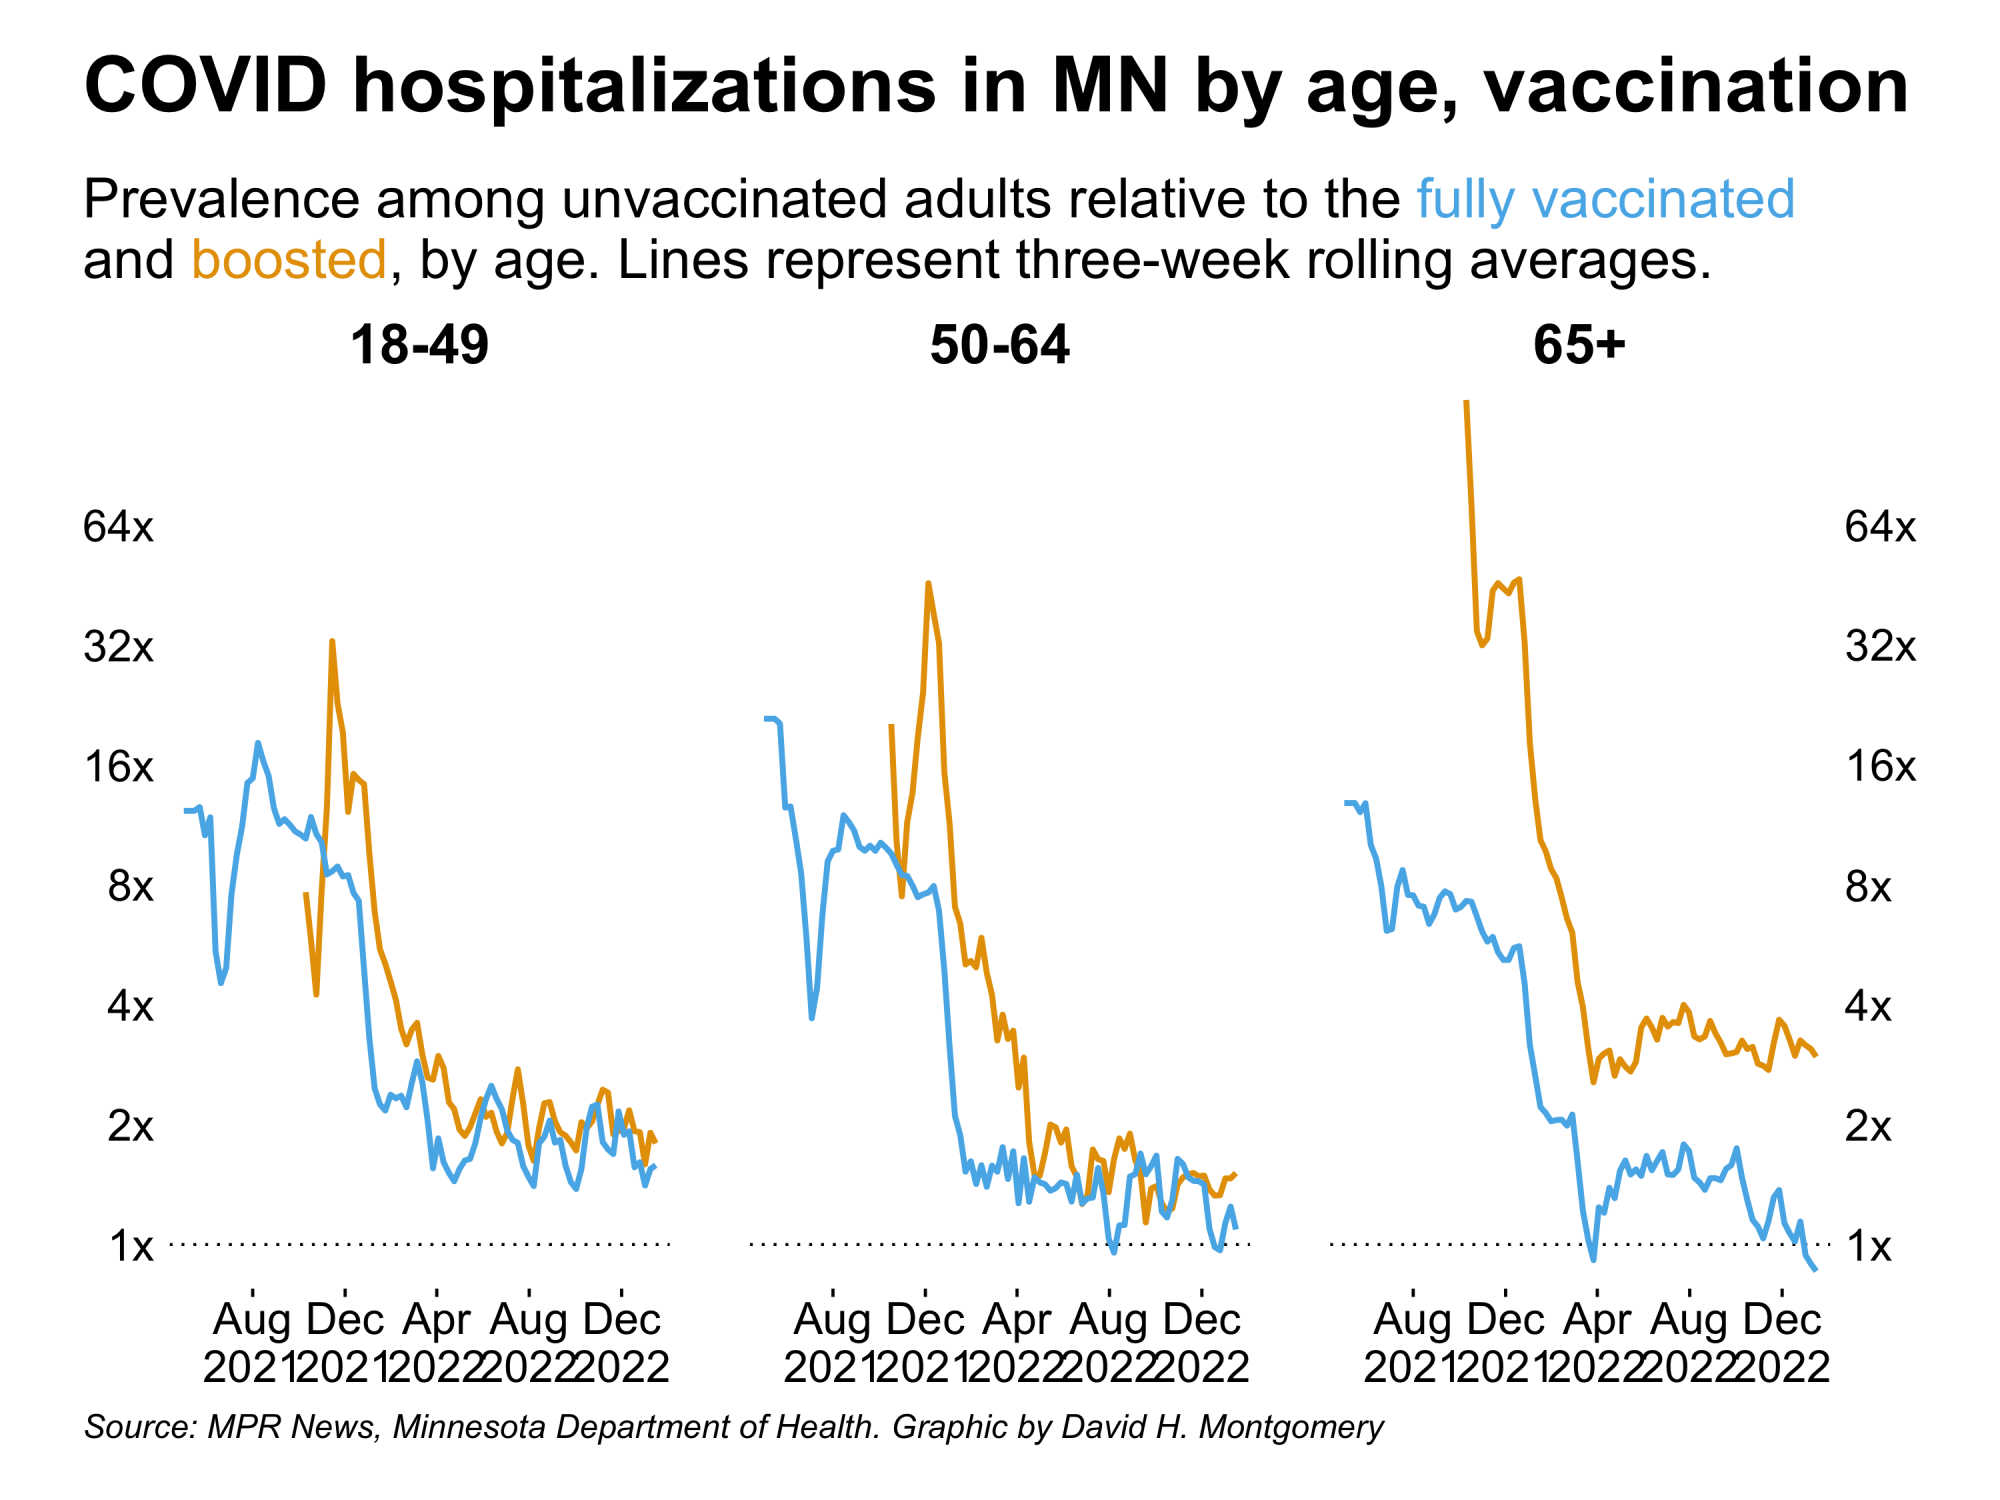 COVID hospitalizations in MN by age, vaccination
Prevalence among unvaccinated adults relative to the fully vaccinated
and boosted, by age. Lines represent three-week rolling averages.
18-49 50-64 65+
64x 64x
32x 32x
16x 16x
8x 8x
4x 4x
2x 2x
1x 1x
Aug Dec Apr Aug Dec Aug Dec Apr Aug Dec Aug Dec Apr Aug Dec
2021 2021 2022 2022 2022 2021 2021 2022 2022 2022 2021 2021 2022 2022 2022
Source: MPR News, Minnesota Department of Health. Graphic by David H. Montgomery